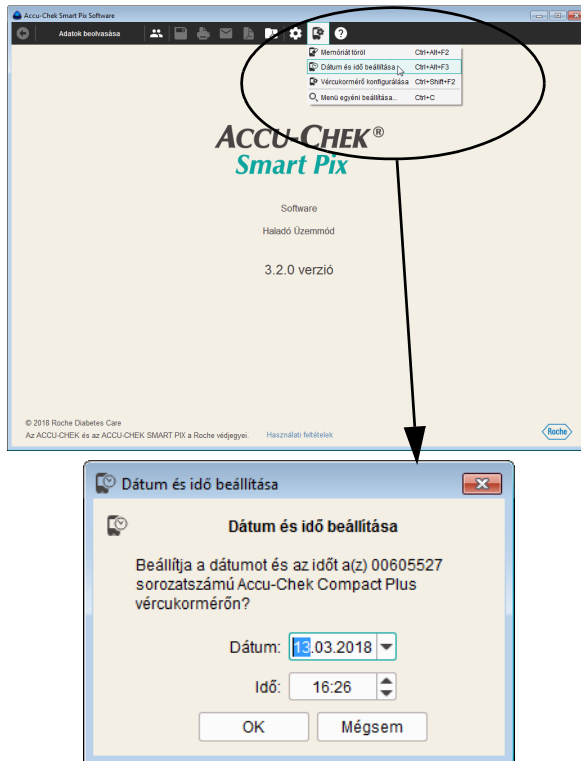 Accu-Chek Smart Pix Software
Adatok beolvasása
Memóriát töröl Ctrl+Alt+F2
Dátum és idő beállítása Ctrl+Alt+F3
Vércukormérő konfigurálása Ctrl+Shift+F2
Menü egyéni beállítása... Ctrl+C
ACCU-CHEK®
Smart Pix
Software
Haladó Üzemmód
3.2.0 verzió
© 2018 Roche Diabetes Care
Az ACCU-CHEK és az ACCU-CHEK SMART PIX a Roche védjegyei. Használati feltételek
Roche
Dátum és idő beállítása
Dátum és idő beállítása
Beállítja a dátumot és az időt a(z) 00605527
sorozatszámú Accu-Chek Compact Plus
vércukormérőn?
Dátum: 13.03.2018
Idő: 16:26
OK Mégsem